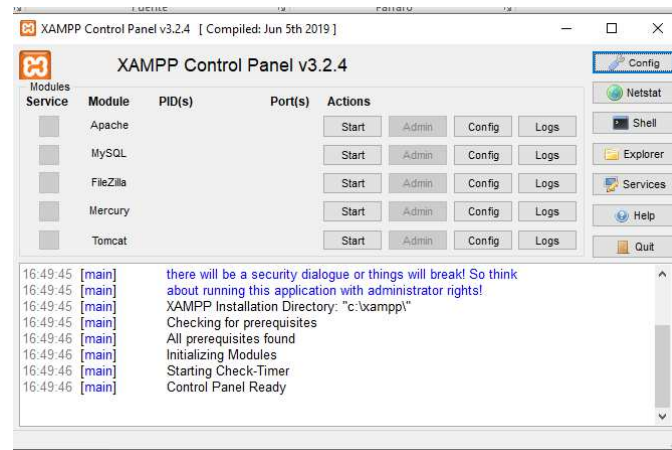 Fuente
XAMPP Control Panel v3.2.4 [ Compiled: Jun 5th 2019 ]
XAMPP Control Panel v3.2.4
Modules
Service Module PID(s) Port(s) Actions
Apache Start Admin Config Logs
MySQL Start Admin Config Logs
FileZilla Start Admin Config Logs
Mercury Start Admin Config Logs
Tomcat Start Admin Config Logs
Config
Netstat
Shell
Explorer
Services
Help
Quit
16:49:45 [main] there will be a security dialogue or things will break! So think
16:49:45 [main] about running this application with administrator rights!
16:49:45 [main] XAMPP Installation Directory: "c:\xampp\"
16:49:45 [main] Checking for prerequisites
16:49:46 [main] All prerequisites found
16:49:46 [main] Initializing Modules
16:49:46 [main] Starting Check-Timer
16:49:46 [main] Control Panel Ready